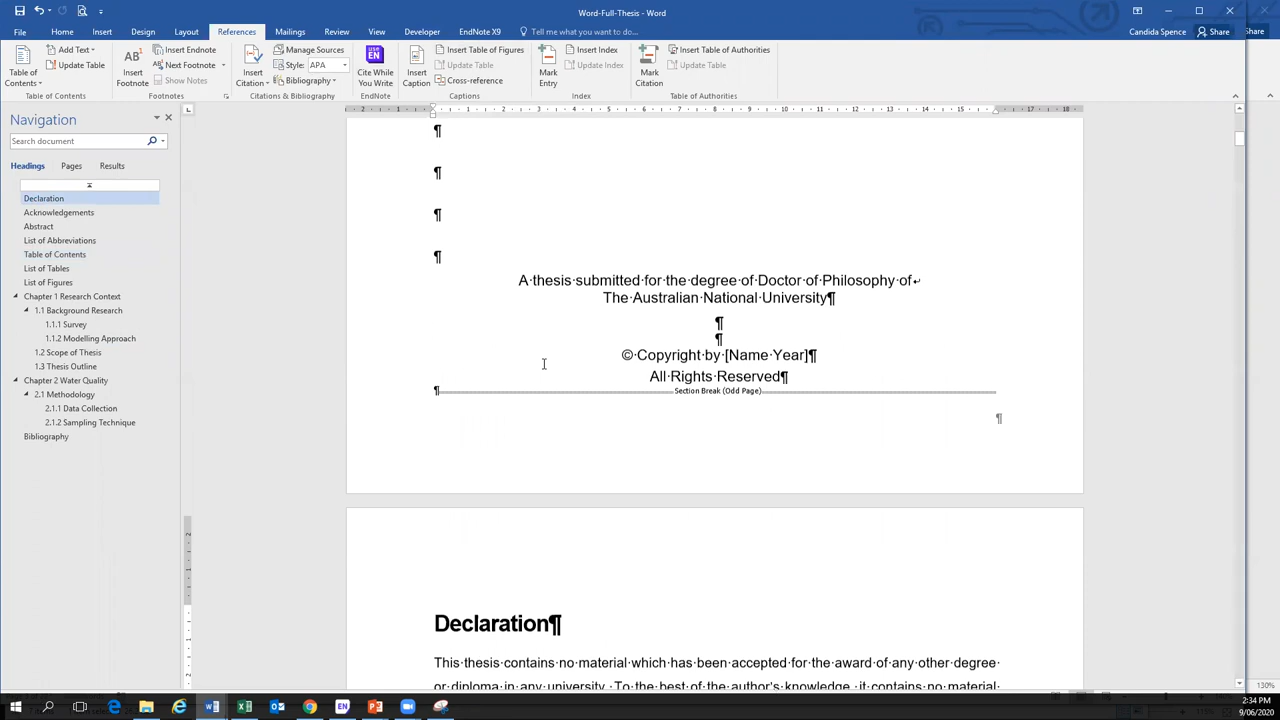 Word-Full-Thesis - Word
File Home Insert Design Layout References Mailings Review View Developer EndNote X9 Tell me what you want to do... Candida Spence Share
Share
Table of Contents
Add Text
Update Table
Table of Contents
AB¹
Insert Footnote
Insert Endnote
Next Footnote
Show Notes
Footnotes
Insert Citation
Manage Sources
Style: APA
Bibliography
Citations & Bibliography
use EN
Cite While You Write
EndNote
Insert Caption
Insert Table of Figures
Update Table
Cross-reference
Captions
Mark Entry
Insert Index
Update Index
Index
Mark Citation
Insert Table of Authorities
Update Table
Table of Authorities
Navigation
Search document
Headings Pages Results
Declaration
Acknowledgements
Abstract
List of Abbreviations
Table of Contents
List of Tables
List of Figures
Chapter 1 Research Context
1.1 Background Research
1.1.1 Survey
1.1.2 Modelling Approach
1.2 Scope of Thesis
1.3 Thesis Outline
Chapter 2 Water Quality
2.1 Methodology
2.1.1 Data Collection
2.1.2 Sampling Technique
Bibliography
¶
¶
¶
¶
A·thesis·submitted·for·the·degree·of·Doctor·of·Philosophy·of↵
The·Australian·National·University¶
¶
¶
©·Copyright·by·[Name·Year]¶
All·Rights·Reserved¶
¶ Section Break (Odd Page)
¶
Declaration¶
This·thesis·contains·no·material·which·has·been·accepted·for·the·award·of·any·other·degree·
or·diploma·in·any·university.·To·the·best·of·the·author's·knowledge,·it·contains·no·material·
130%
2:34 PM
9/06/2020